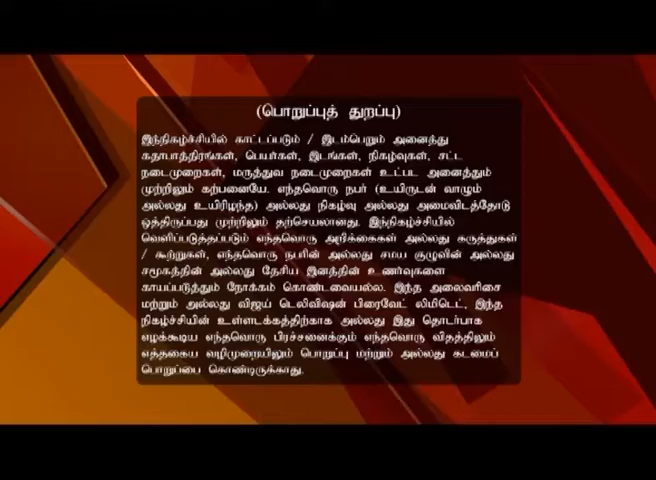 (பொறுப்புத் துறப்பு)
இந்நிகழ்ச்சியில் காட்டப்படும் / இடம்பெறும் அனைத்து
கதாபாத்திரங்கள், பெயர்கள், இடங்கள், நிகழ்வுகள், சட்ட
நடைமுறைகள், மருத்துவ நடைமுறைகள் உட்பட அனைத்தும்
முற்றிலும் கற்பனையே. எந்தவொரு நபர் (உயிருடன் வாழும்
அல்லது உயிரிழந்த) அல்லது நிகழ்வு அல்லது அமைவிடத்தோடு
ஒத்திருப்பது முற்றிலும் தற்செயலானது. இந்நிகழ்ச்சியில்
வெளிப்படுத்தப்படும் எந்தவொரு அறிக்கைகள் அல்லது கருத்துகள்
/ கூற்றுகள், எந்தவொரு நபரின் அல்லது சமய குழுவின் அல்லது
சமூகத்தின் அல்லது தேசிய இனத்தின் உணர்வுகளை
காயப்படுத்தும் நோக்கம் கொண்டவையல்ல. இந்த அலைவரிசை
மற்றும் அல்லது விஜய் டெலிவிஷன் பிரைவேட் லிமிடெட், இந்த
நிகழ்ச்சியின் உள்ளடக்கத்திற்காக அல்லது இது தொடர்பாக
எழக்கூடிய எந்தவொரு பிரச்சனைக்கும் எந்தவொரு விதத்திலும்
எத்தகைய வழிமுறையிலும் பொறுப்பு மற்றும் அல்லது கடமைப்
பொறுப்பை கொண்டிருக்காது.